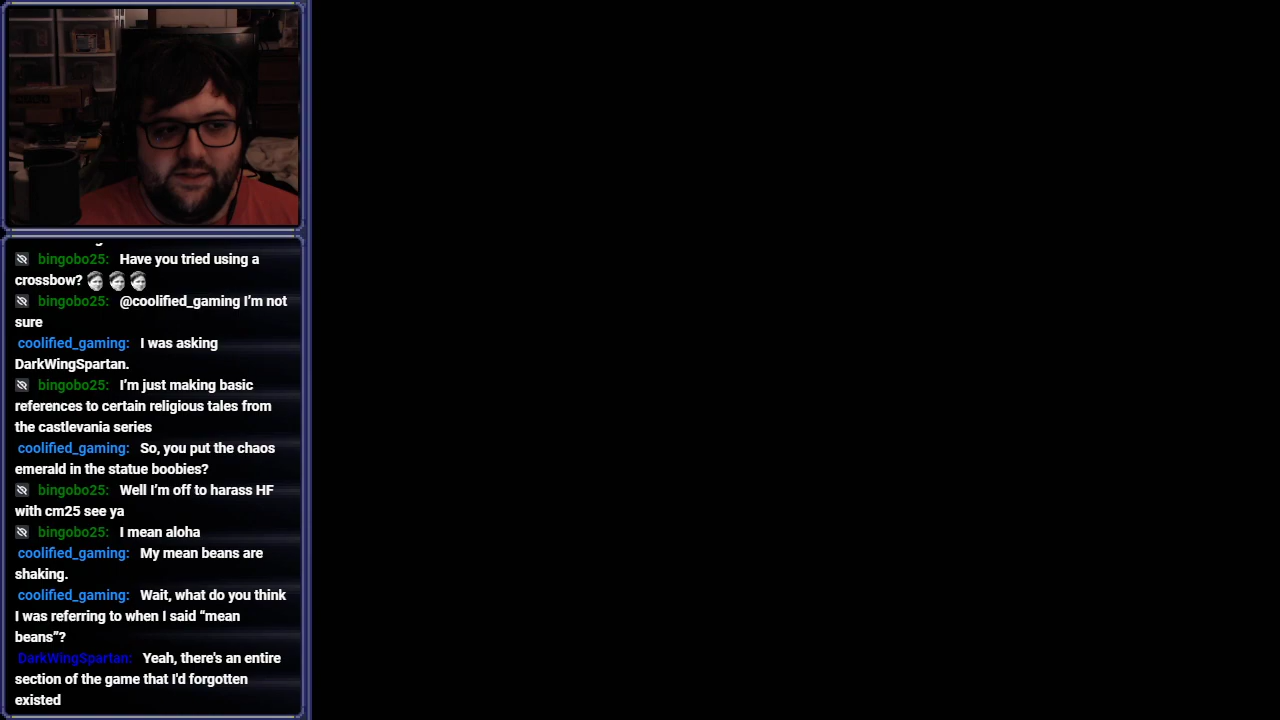 bingobo25: Have you tried using a
crossbow?
bingobo25: @coolified_gaming I'm not
sure
coolified_gaming: I was asking
DarkWingSpartan.
bingobo25: I'm just making basic
references to certain religious tales from
the castlevania series
coolified_gaming: So, you put the chaos
emerald in the statue boobies?
bingobo25: Well I'm off to harass HF
with cm25 see ya
bingobo25: I mean aloha
coolified_gaming: My mean beans are
shaking.
coolified_gaming: Wait, what do you think
I was referring to when I said “mean
beans”?
DarkWingSpartan: Yeah, there's an entire
section of the game that I'd forgotten
existed